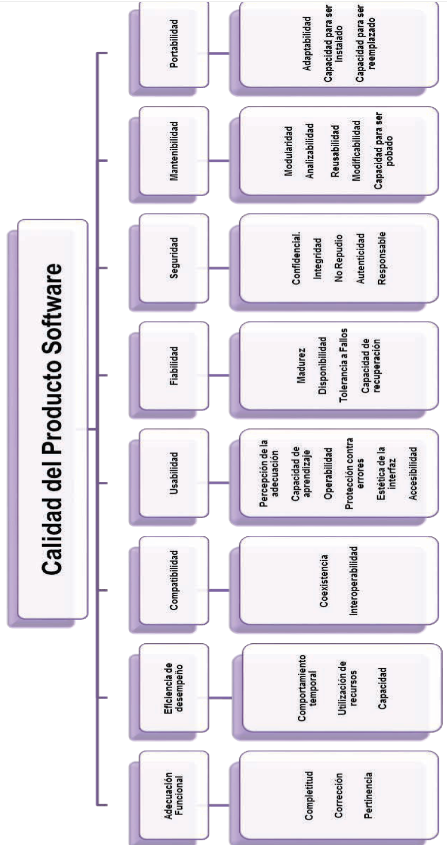 Calidad del Producto Software
Adecuación
Funcional
Eficiencia de
desempeño
Compatibilidad
Usabilidad
Fiabilidad
Seguridad
Mantenibilidad
Portabilidad
Completitud
Corrección
Pertinencia
Comportamiento
temporal
Utilización de
recursos
Capacidad
Coexistencia
Interoperabilidad
Percepción de la
adecuación
Capacidad de
aprendizaje
Operabilidad
Protección contra
errores
Estética de la
interfaz
Accesibilidad
Madurez
Disponibilidad
Tolerancia a Fallos
Capacidad de
recuperación
Confidencial.
Integridad
No Repudio
Autenticidad
Responsable
Modularidad
Analizabilidad
Reusabilidad
Modificabilidad
Capacidad para ser
pobado
Adaptabilidad
Capacidad para ser
Instalado
Capacidad para ser
reemplazado